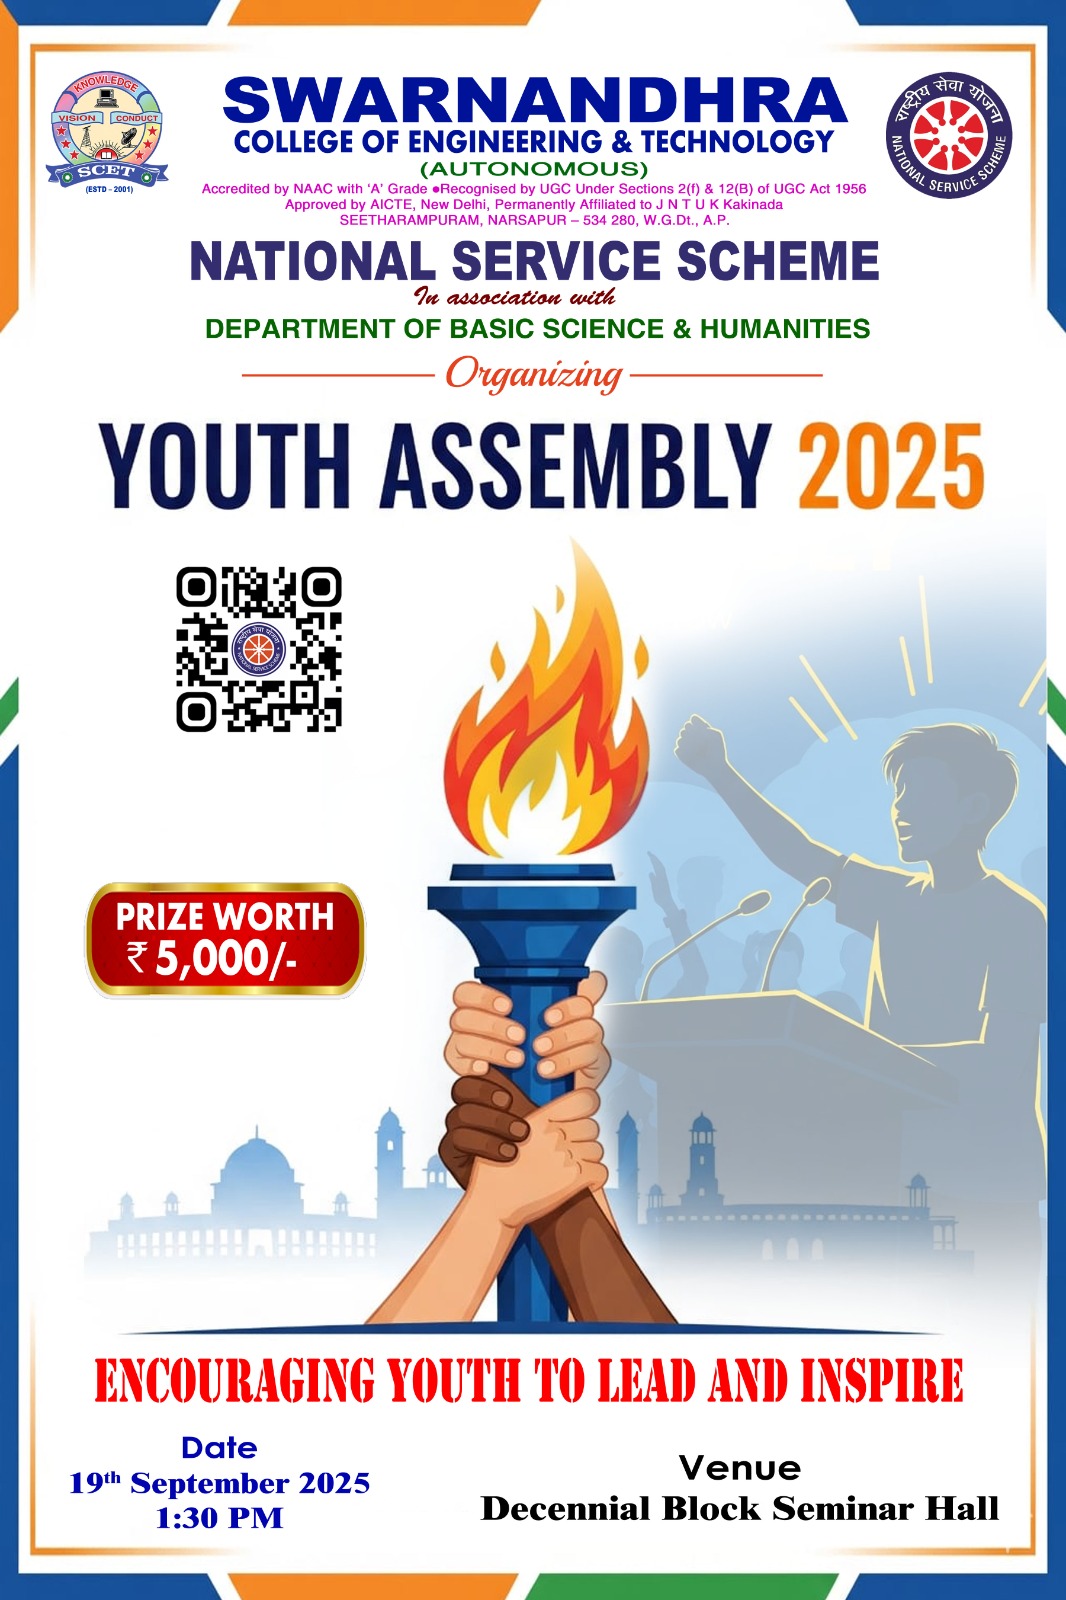 KNOWLEDGE
VISION CONDUCT
SCET
(ESTD - 2001)
SWARNANDHRA
COLLEGE OF ENGINEERING & TECHNOLOGY
(AUTONOMOUS)
Accredited by NAAC with 'A' Grade ●Recognised by UGC Under Sections 2(f) & 12(B) of UGC Act 1956
Approved by AICTE, New Delhi, Permanently Affiliated to J N T U K Kakinada
SEETHARAMPURAM, NARSAPUR – 534 280, W.G.Dt., A.P.
राष्ट्रीय सेवा योजना
NATIONAL SERVICE SCHEME
NATIONAL SERVICE SCHEME
In association with
DEPARTMENT OF BASIC SCIENCE & HUMANITIES
Organizing
YOUTH ASSEMBLY 2025
राष्ट्रीय सेवा योजना
NATIONAL SERVICE SCHEME
PRIZE WORTH
₹ 5,000/-
ENCOURAGING YOUTH TO LEAD AND INSPIRE
Date
19th September 2025
1:30 PM
Venue
Decennial Block Seminar Hall